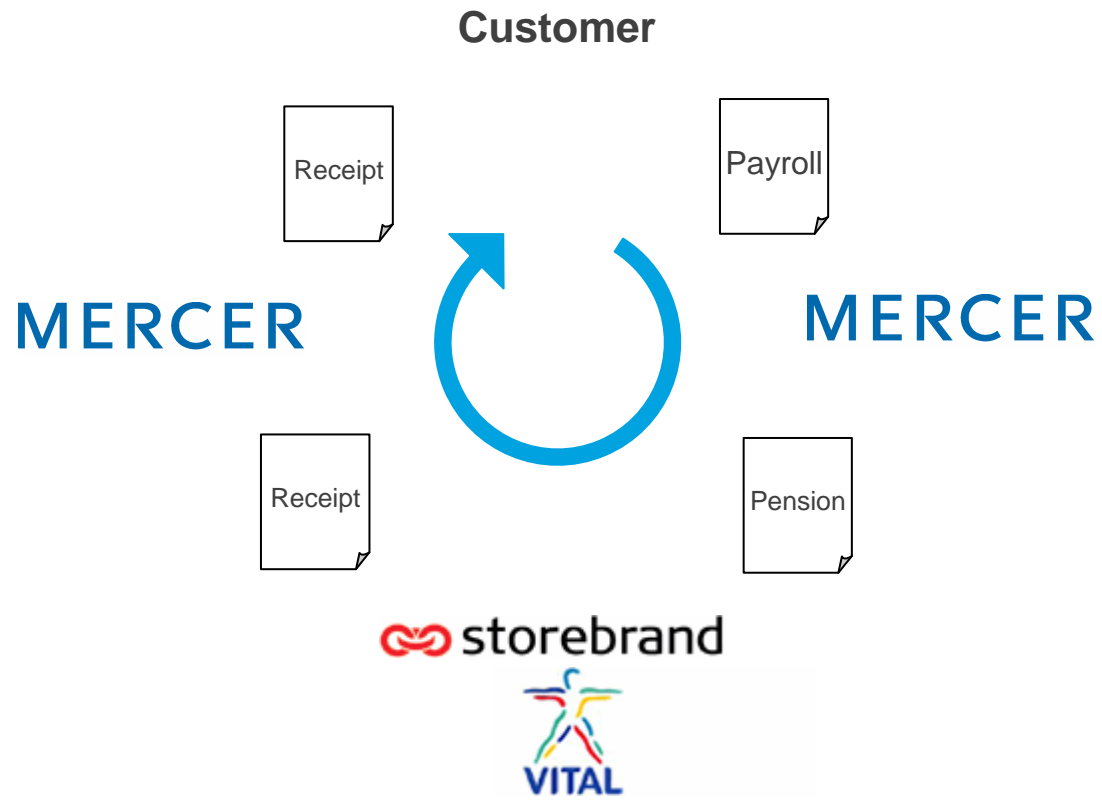 Customer
Receipt
Payroll
MERCER
MERCER
Receipt
Pension
storebrand
VITAL